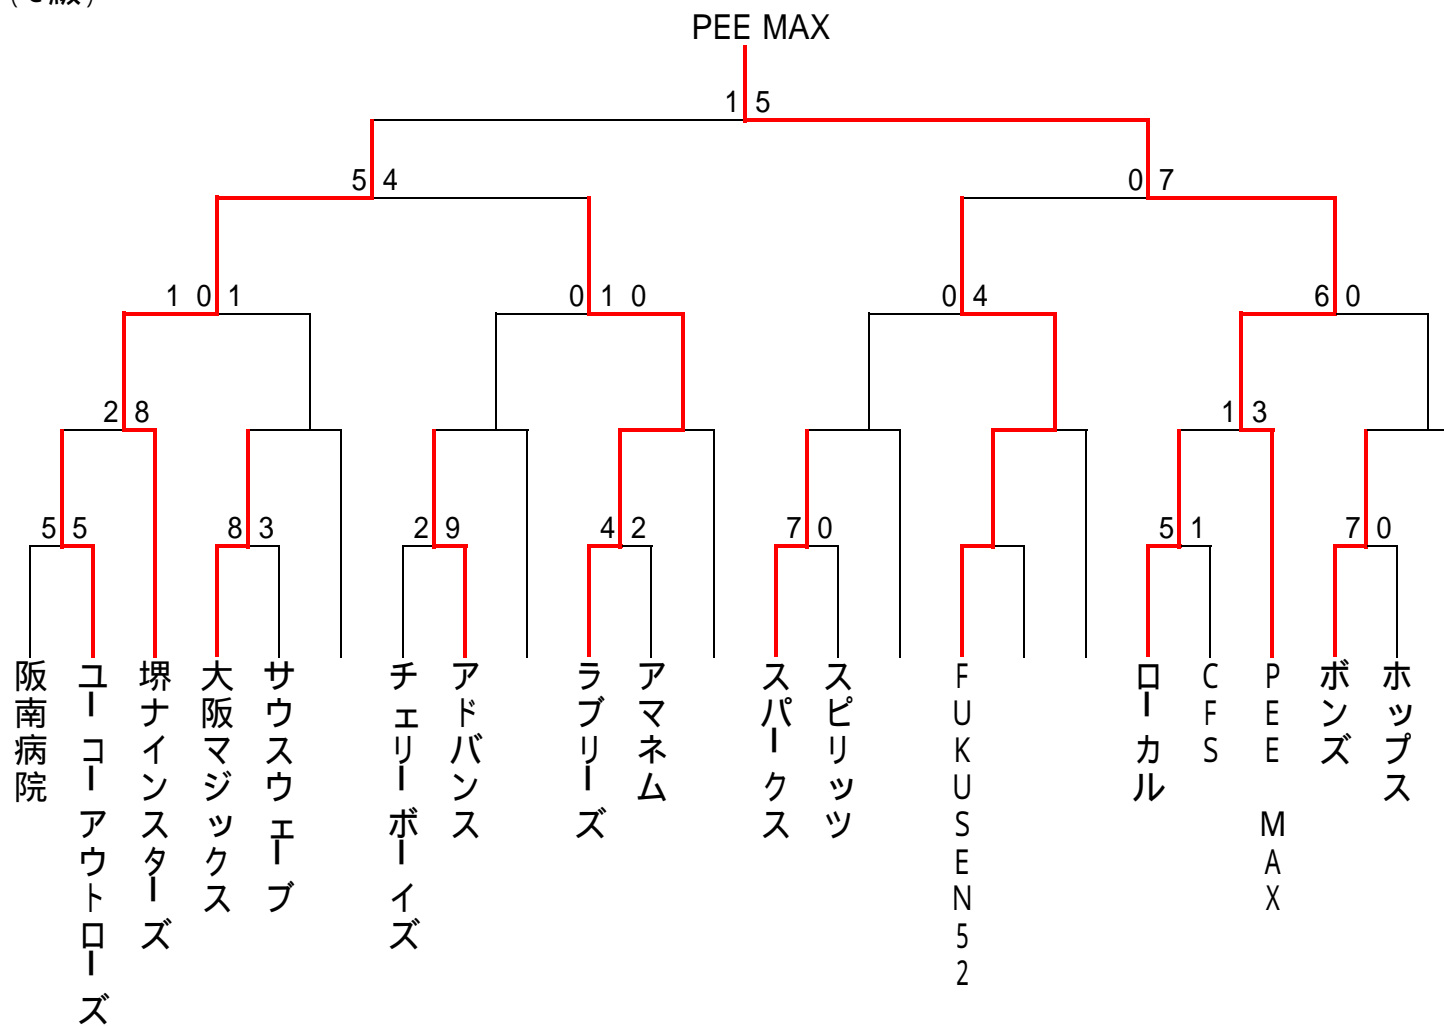 PEE MAX
1 5
5 4
0 7
1 0 1
0 1 0
0 4
6 0
2 8
1 3
5 5
8 3
2 9
4 2
7 0
5 1
7 0
阪南病院
ユーコーアウトローズ
堺ナインスターズ
大阪マジックス
サウスウェーブ
チェリーボーイズ
アドバンス
ラブリーズ
アマネム
スパークス
スピリッツ
FUKUSEN52
ローカル
CFS
PEE MAX
ボンズ
ホップス